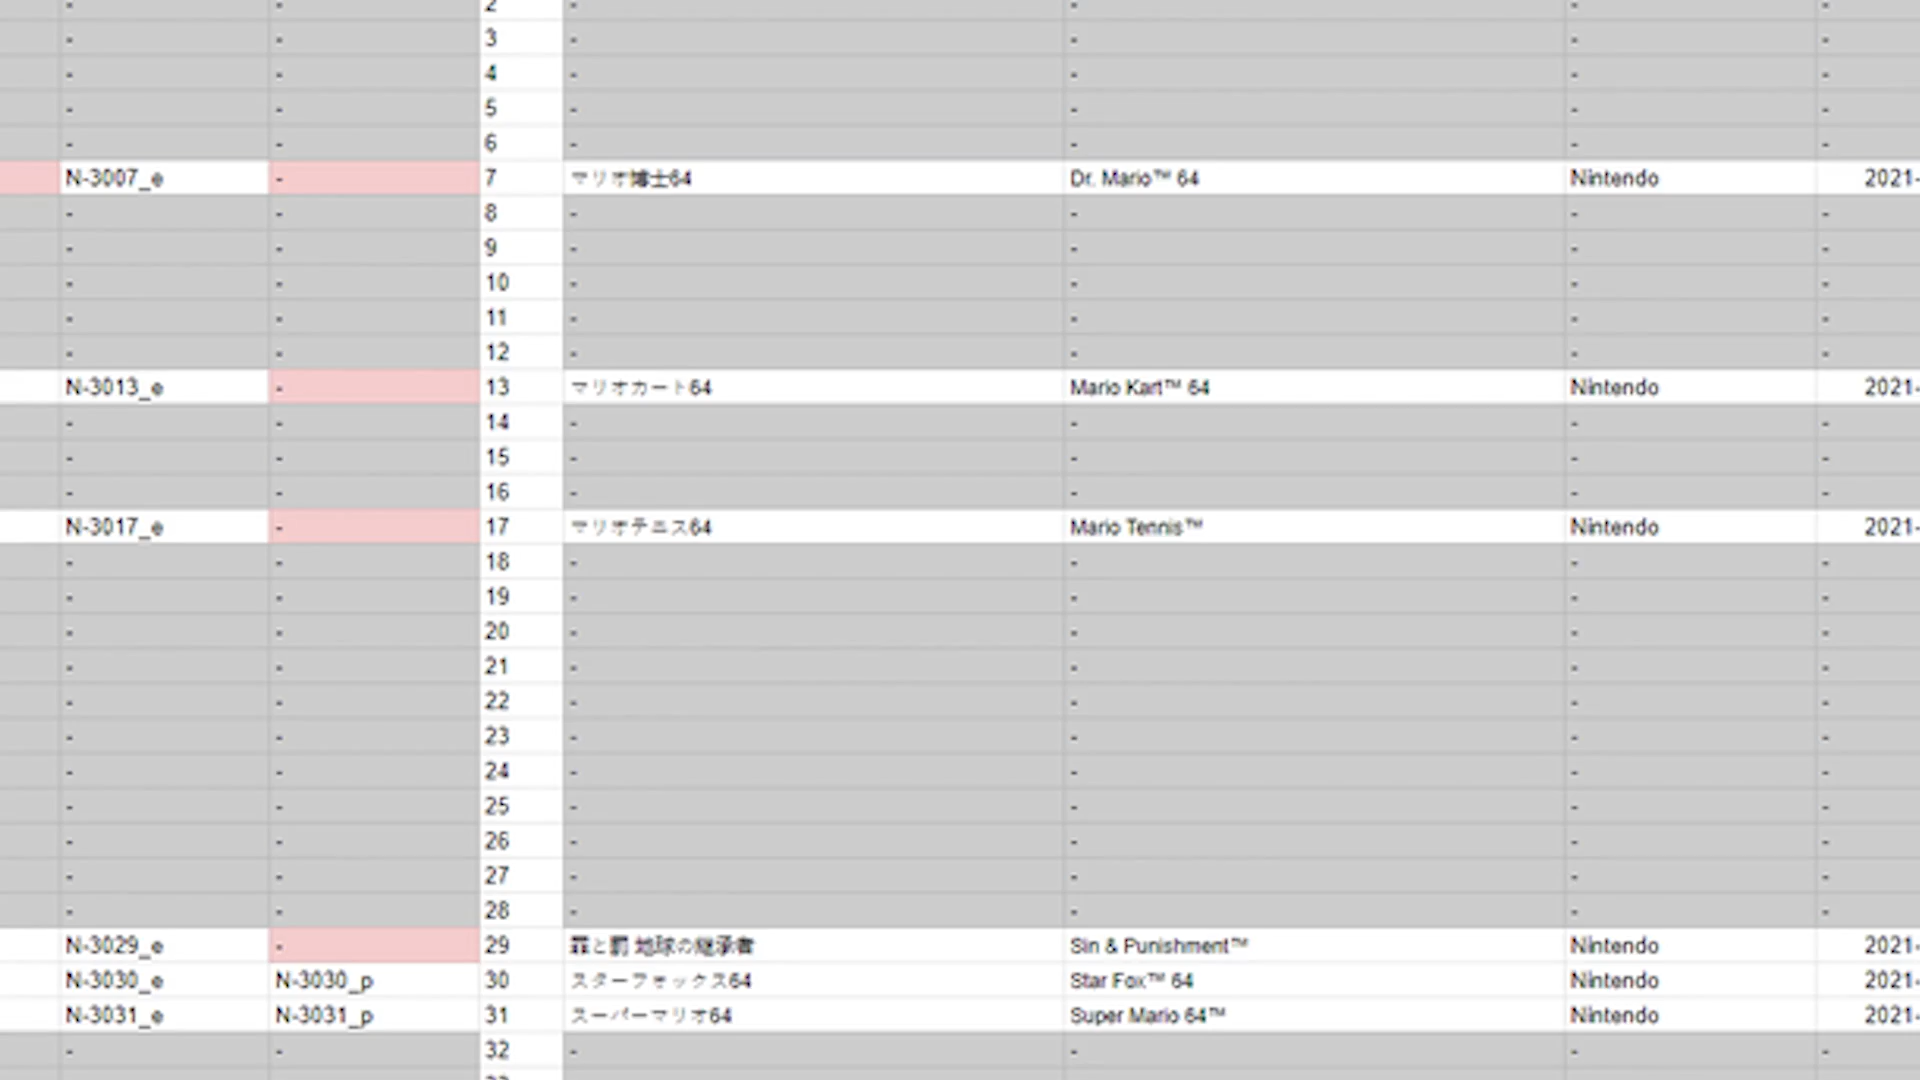 - - 2 - - - -
- - 3 - - - -
- - 4 - - - -
- - 5 - - - -
- - 6 - - - -
N-3007_e - 7 マリオ博士64 Dr. Mario™ 64 Nintendo 2021-
- - 8 - - - -
- - 9 - - - -
- - 10 - - - -
- - 11 - - - -
- - 12 - - - -
N-3013_e - 13 マリオカート64 Mario Kart™ 64 Nintendo 2021-
- - 14 - - - -
- - 15 - - - -
- - 16 - - - -
N-3017_e - 17 マリオテニス64 Mario Tennis™ Nintendo 2021-
- - 18 - - - -
- - 19 - - - -
- - 20 - - - -
- - 21 - - - -
- - 22 - - - -
- - 23 - - - -
- - 24 - - - -
- - 25 - - - -
- - 26 - - - -
- - 27 - - - -
- - 28 - - - -
N-3029_e - 29 罪と罰 地球の継承者 Sin & Punishment™ Nintendo 2021-
N-3030_e N-3030_p 30 スターフォックス64 Star Fox™ 64 Nintendo 2021-
N-3031_e N-3031_p 31 スーパーマリオ64 Super Mario 64™ Nintendo 2021-
- - 32 - - - -